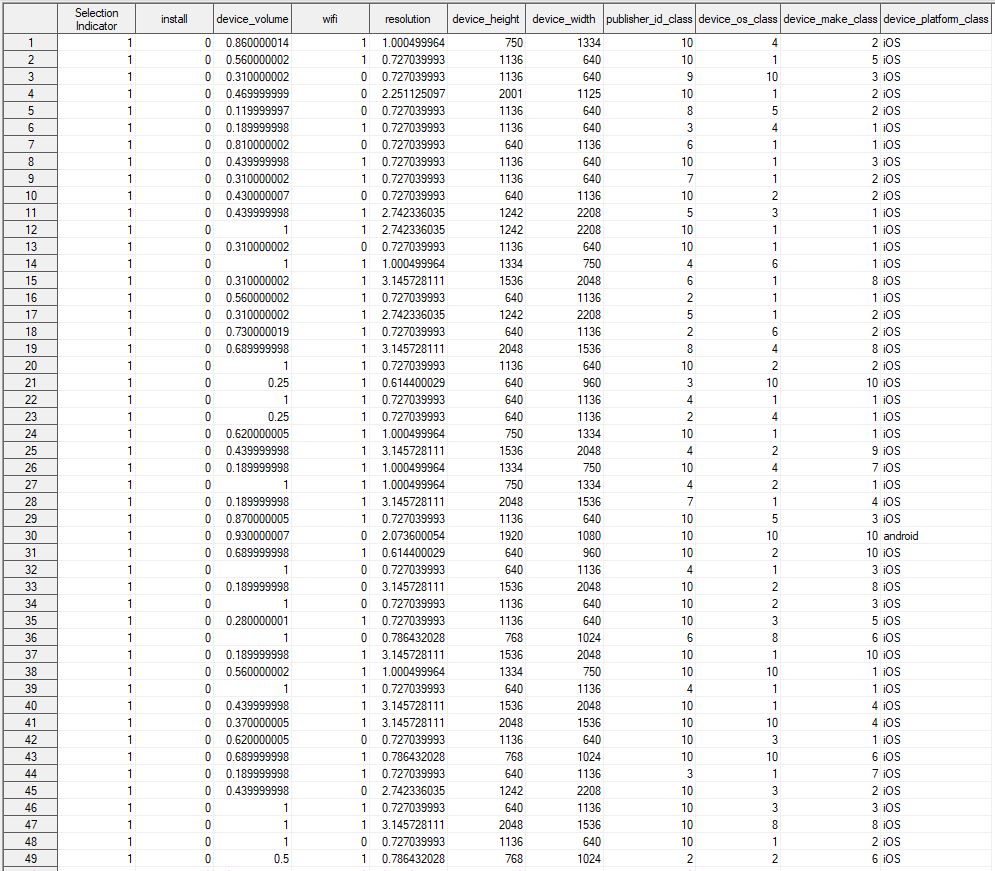 Selection Indicator install device_volume wifi resolution device_height device_width publisher_id_class device_os_class device_make_class device_platform_class
1 1 0 0.860000014 1 1.000499964 750 1334 10 4 2 iOS
2 1 0 0.560000002 1 0.727039993 1136 640 10 1 5 iOS
3 1 0 0.310000002 0 0.727039993 1136 640 9 10 3 iOS
4 1 0 0.469999999 0 2.251125097 2001 1125 10 1 2 iOS
5 1 0 0.119999997 0 0.727039993 1136 640 8 5 2 iOS
6 1 0 0.189999998 1 0.727039993 1136 640 3 4 1 iOS
7 1 0 0.810000002 0 0.727039993 640 1136 6 1 1 iOS
8 1 0 0.439999998 1 0.727039993 1136 640 10 1 3 iOS
9 1 0 0.310000002 1 0.727039993 1136 640 7 1 2 iOS
10 1 0 0.430000007 0 0.727039993 640 1136 10 2 2 iOS
11 1 0 0.439999998 1 2.742336035 1242 2208 5 3 1 iOS
12 1 0 1 1 2.742336035 1242 2208 10 1 1 iOS
13 1 0 0.310000002 0 0.727039993 1136 640 10 1 1 iOS
14 1 0 1 1 1.000499964 1334 750 4 6 1 iOS
15 1 0 0.310000002 1 3.145728111 1536 2048 6 1 8 iOS
16 1 0 0.560000002 1 0.727039993 640 1136 2 1 1 iOS
17 1 0 0.310000002 1 2.742336035 1242 2208 5 1 2 iOS
18 1 0 0.730000019 1 0.727039993 640 1136 2 6 2 iOS
19 1 0 0.689999998 1 3.145728111 2048 1536 8 4 8 iOS
20 1 0 1 1 0.727039993 1136 640 10 2 2 iOS
21 1 0 0.25 1 0.614400029 640 960 3 10 10 iOS
22 1 0 1 1 0.727039993 640 1136 4 1 1 iOS
23 1 0 0.25 1 0.727039993 640 1136 2 4 1 iOS
24 1 0 0.620000005 1 1.000499964 750 1334 10 1 1 iOS
25 1 0 0.439999998 1 3.145728111 1536 2048 4 2 9 iOS
26 1 0 0.189999998 1 1.000499964 1334 750 10 4 7 iOS
27 1 0 1 1 1.000499964 750 1334 4 2 1 iOS
28 1 0 0.189999998 1 3.145728111 2048 1536 7 1 4 iOS
29 1 0 0.870000005 1 0.727039993 1136 640 10 5 3 iOS
30 1 0 0.930000007 0 2.073600054 1920 1080 10 10 10 android
31 1 0 0.689999998 1 0.614400029 640 960 10 2 10 iOS
32 1 0 1 0 0.727039993 640 1136 4 1 3 iOS
33 1 0 0.189999998 0 3.145728111 1536 2048 10 2 8 iOS
34 1 0 1 0 0.727039993 1136 640 10 2 3 iOS
35 1 0 0.280000001 1 0.727039993 1136 640 10 3 5 iOS
36 1 0 1 0 0.786432028 768 1024 6 8 6 iOS
37 1 0 0.189999998 1 3.145728111 1536 2048 10 1 10 iOS
38 1 0 0.560000002 1 1.000499964 1334 750 10 10 1 iOS
39 1 0 1 1 0.727039993 640 1136 4 1 1 iOS
40 1 0 0.439999998 1 3.145728111 1536 2048 10 1 4 iOS
41 1 0 0.370000005 1 3.145728111 2048 1536 10 10 4 iOS
42 1 0 0.620000005 0 0.727039993 1136 640 10 3 1 iOS
43 1 0 0.689999998 1 0.786432028 768 1024 10 10 6 iOS
44 1 0 0.189999998 1 0.727039993 640 1136 3 1 7 iOS
45 1 0 0.439999998 0 2.742336035 1242 2208 10 3 2 iOS
46 1 0 1 1 0.727039993 640 1136 10 3 3 iOS
47 1 0 1 1 3.145728111 2048 1536 10 8 8 iOS
48 1 0 1 0 0.727039993 1136 640 10 1 2 iOS
49 1 0 0.5 1 0.786432028 768 1024 2 2 6 iOS